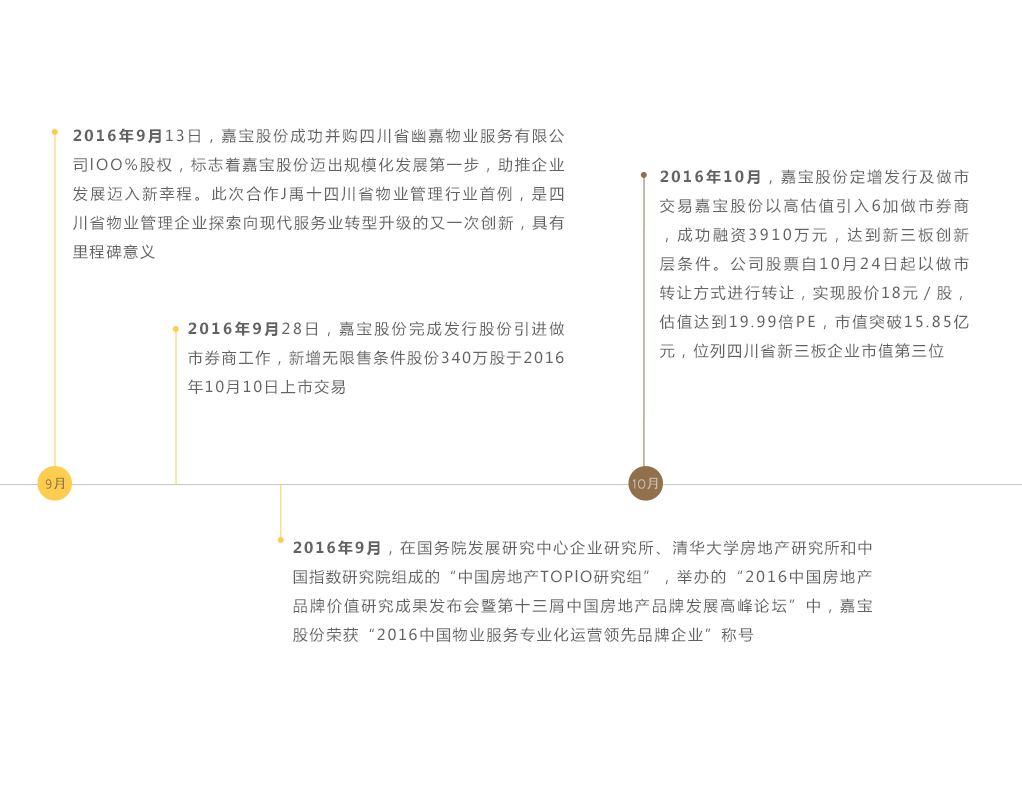 2016年9月13日，嘉宝股份成功并购四川省幽嘉物业服务有限公
司lOO%股权，标志着嘉宝股份迈出规模化发展第一步，助推企业
发展迈入新幸程。此次合作J禹十四川省物业管理行业首例，是四
川省物业管理企业探索向现代服务业转型升级的又一次创新，具有
里程碑意义
2016年9月28日，嘉宝股份完成发行股份引进做
市券商工作，新增无限售条件股份340万股于2016
年10月10日上市交易
2016年10月，嘉宝股份定增发行及做市
交易嘉宝股份以高估值引入6加做市券商
，成功融资3910万元，达到新三板创新
层条件。公司股票自10月24日起以做市
转让方式进行转让，实现股价18元 / 股，
估值达到19.99倍PE，市值突破15.85亿
元，位列四川省新三板企业市值第三位
9月
10月
2016年9月，在国务院发展研究中心企业研究所、清华大学房地产研究所和中
国指数研究院组成的“中国房地产TOPlO研究组”，举办的“2016中国房地产
品牌价值研究成果发布会暨第十三屑中国房地产品牌发展高峰论坛”中，嘉宝
股份荣获“2016中国物业服务专业化运营领先品牌企业”称号